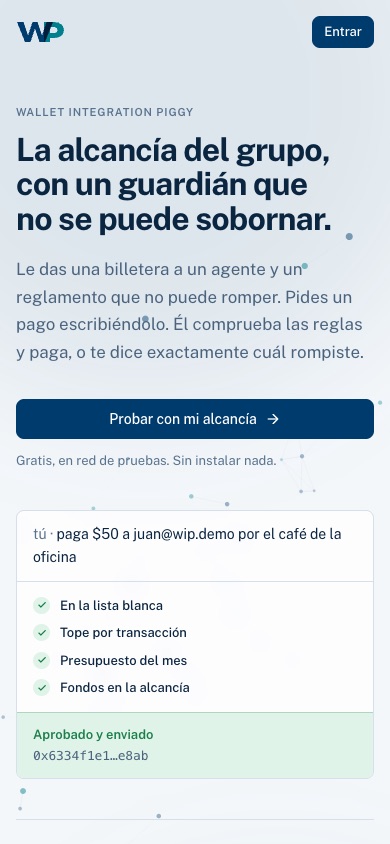 WP
Entrar
WALLET INTEGRATION PIGGY
La alcancía del grupo,
con un guardián que
no se puede sobornar.
Le das una billetera a un agente y un
reglamento que no puede romper. Pides un
pago escribiéndolo. Él comprueba las reglas
y paga, o te dice exactamente cuál rompiste.
Probar con mi alcancía →
Gratis, en red de pruebas. Sin instalar nada.
tú · paga $50 a juan@wip.demo por el café de la
oficina
En la lista blanca
Tope por transacción
Presupuesto del mes
Fondos en la alcancía
Aprobado y enviado
0x6334f1e1…e8ab